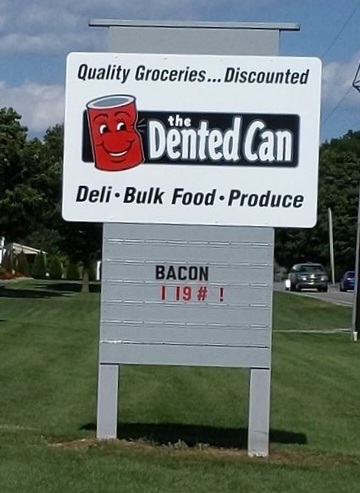 Quality Groceries...Discounted
the
Dented Can
Deli · Bulk Food · Produce
BACON
1 19 # !